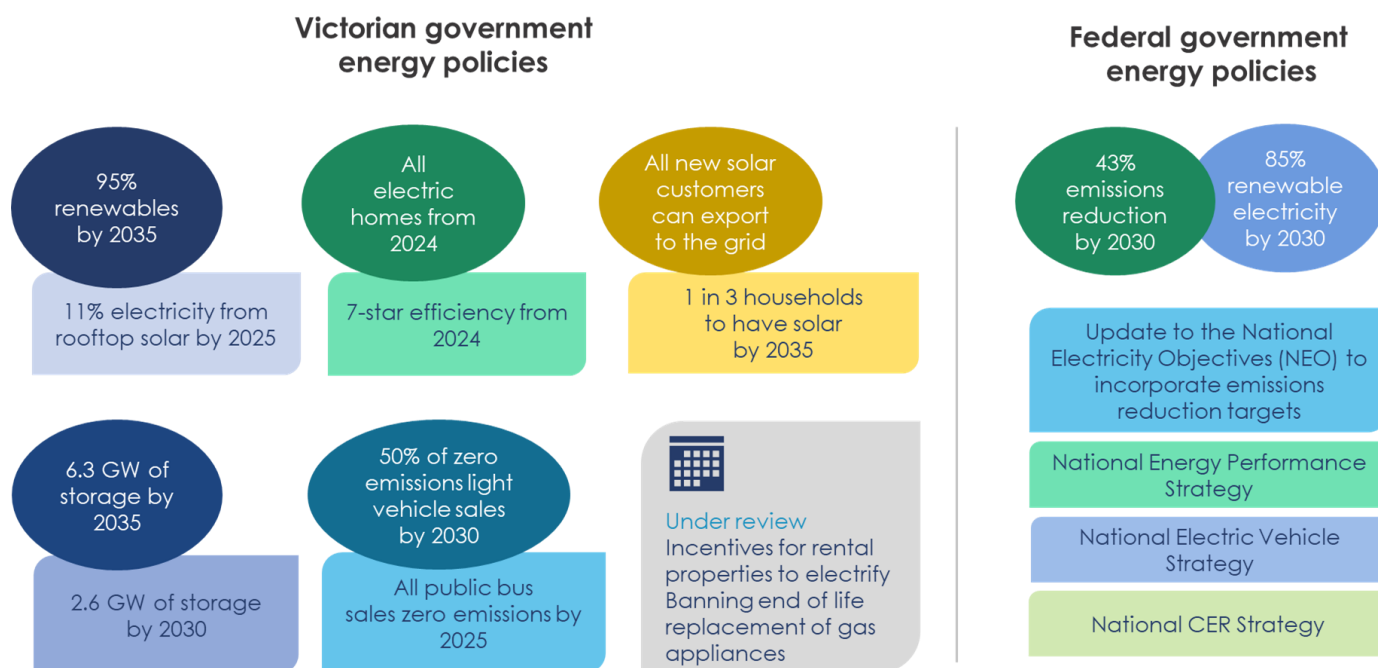 Victorian government
energy policies
95%
renewables
by 2035
11% electricity from
rooftop solar by 2025
All
electric
homes from
2024
7-star efficiency from
2024
All new solar
customers
can export
to the grid
1 in 3 households
to have solar
by 2035
6.3 GW of
storage by
2035
2.6 GW of storage
by 2030
50% of zero
emissions light
vehicle sales
by 2030
All public bus
sales zero emissions by
2025
Under review
Incentives for rental
properties to electrify
Banning end of life
replacement of gas
appliances
Federal government
energy policies
43%
emissions
reduction
by 2030
85%
renewable
electricity
by 2030
Update to the National
Electricity Objectives (NEO) to
incorporate emissions
reduction targets
National Energy Performance
Strategy
National Electric Vehicle
Strategy
National CER Strategy